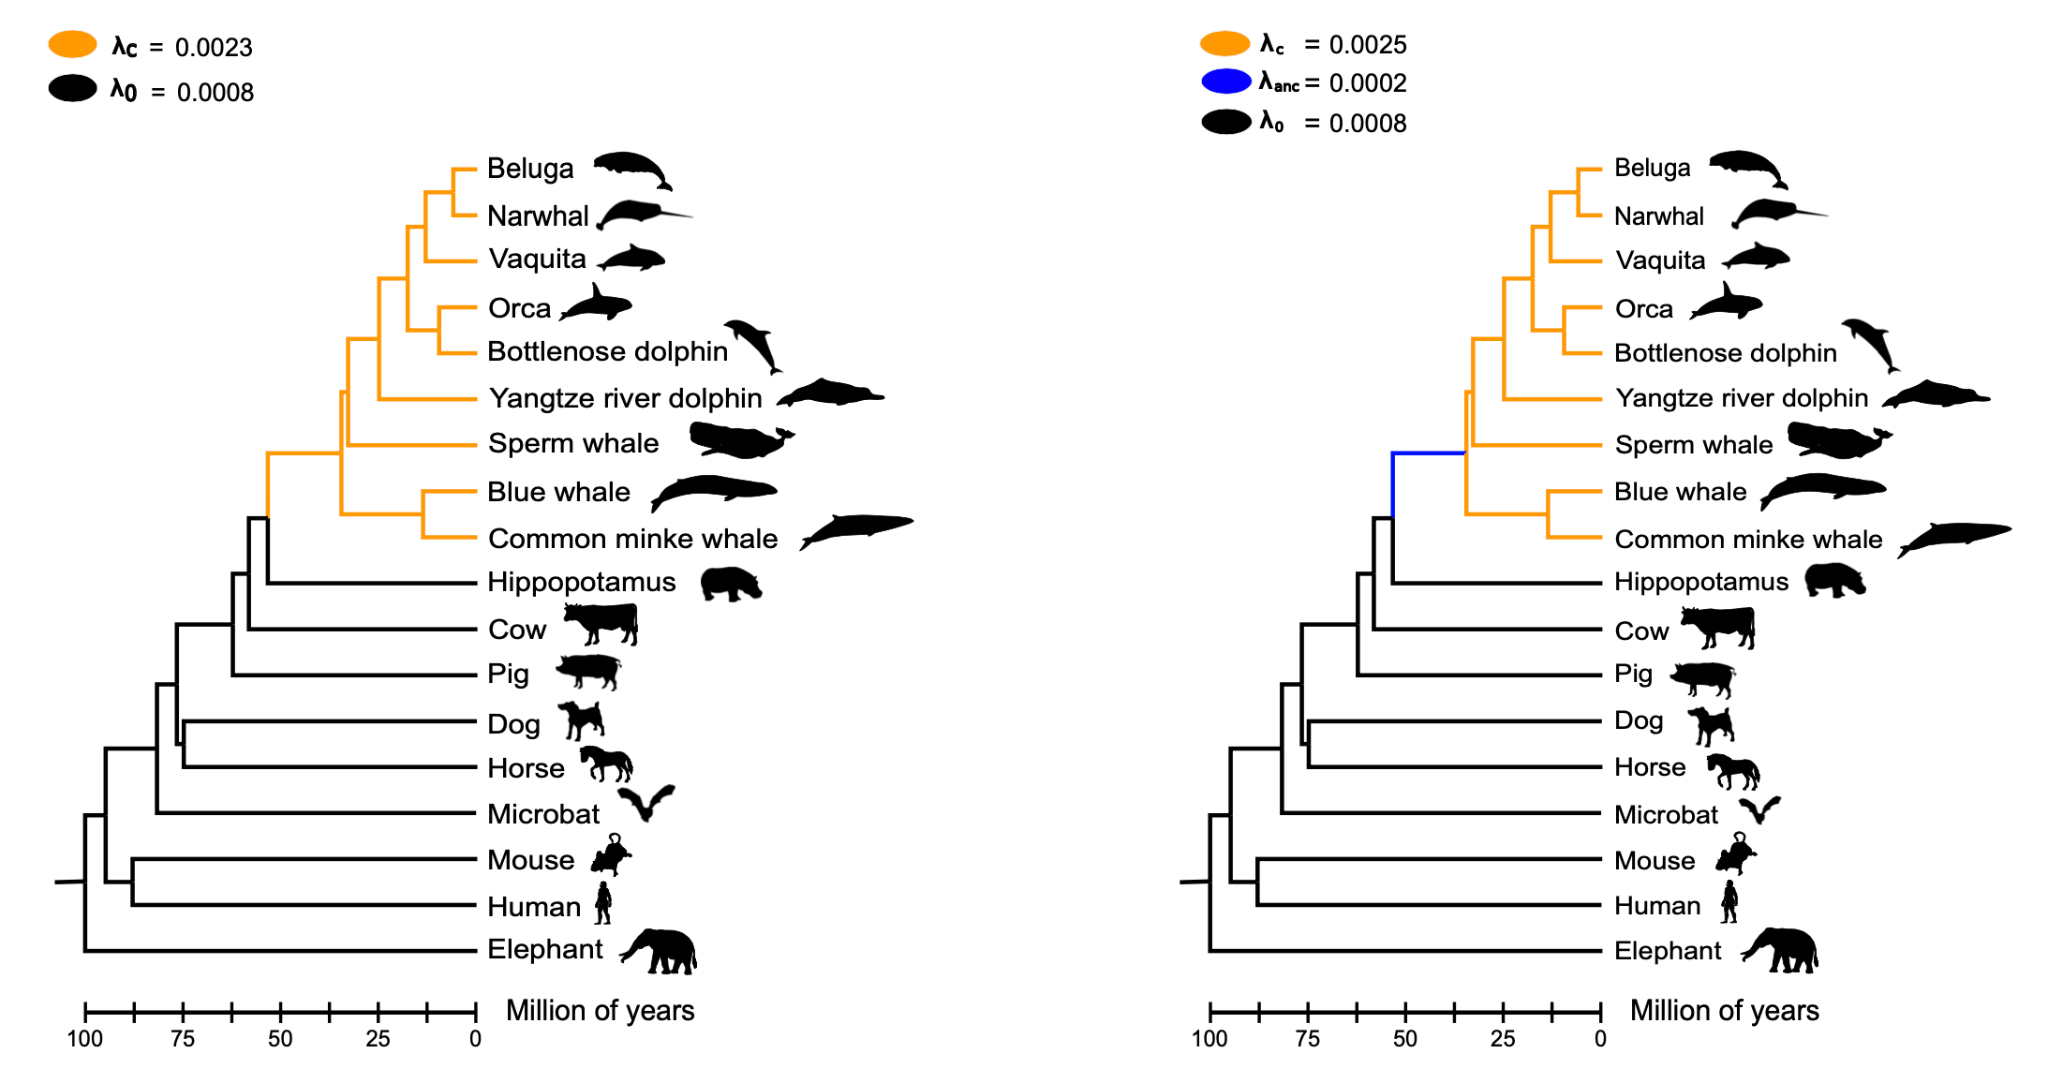 λc = 0.0023
λ0 = 0.0008
Beluga
Narwhal
Vaquita
Orca
Bottlenose dolphin
Yangtze river dolphin
Sperm whale
Blue whale
Common minke whale
Hippopotamus
Cow
Pig
Dog
Horse
Microbat
Mouse
Human
Elephant
Million of years
100 75 50 25 0
λc = 0.0025
λanc = 0.0002
λ0 = 0.0008
Beluga
Narwhal
Vaquita
Orca
Bottlenose dolphin
Yangtze river dolphin
Sperm whale
Blue whale
Common minke whale
Hippopotamus
Cow
Pig
Dog
Horse
Microbat
Mouse
Human
Elephant
Million of years
100 75 50 25 0